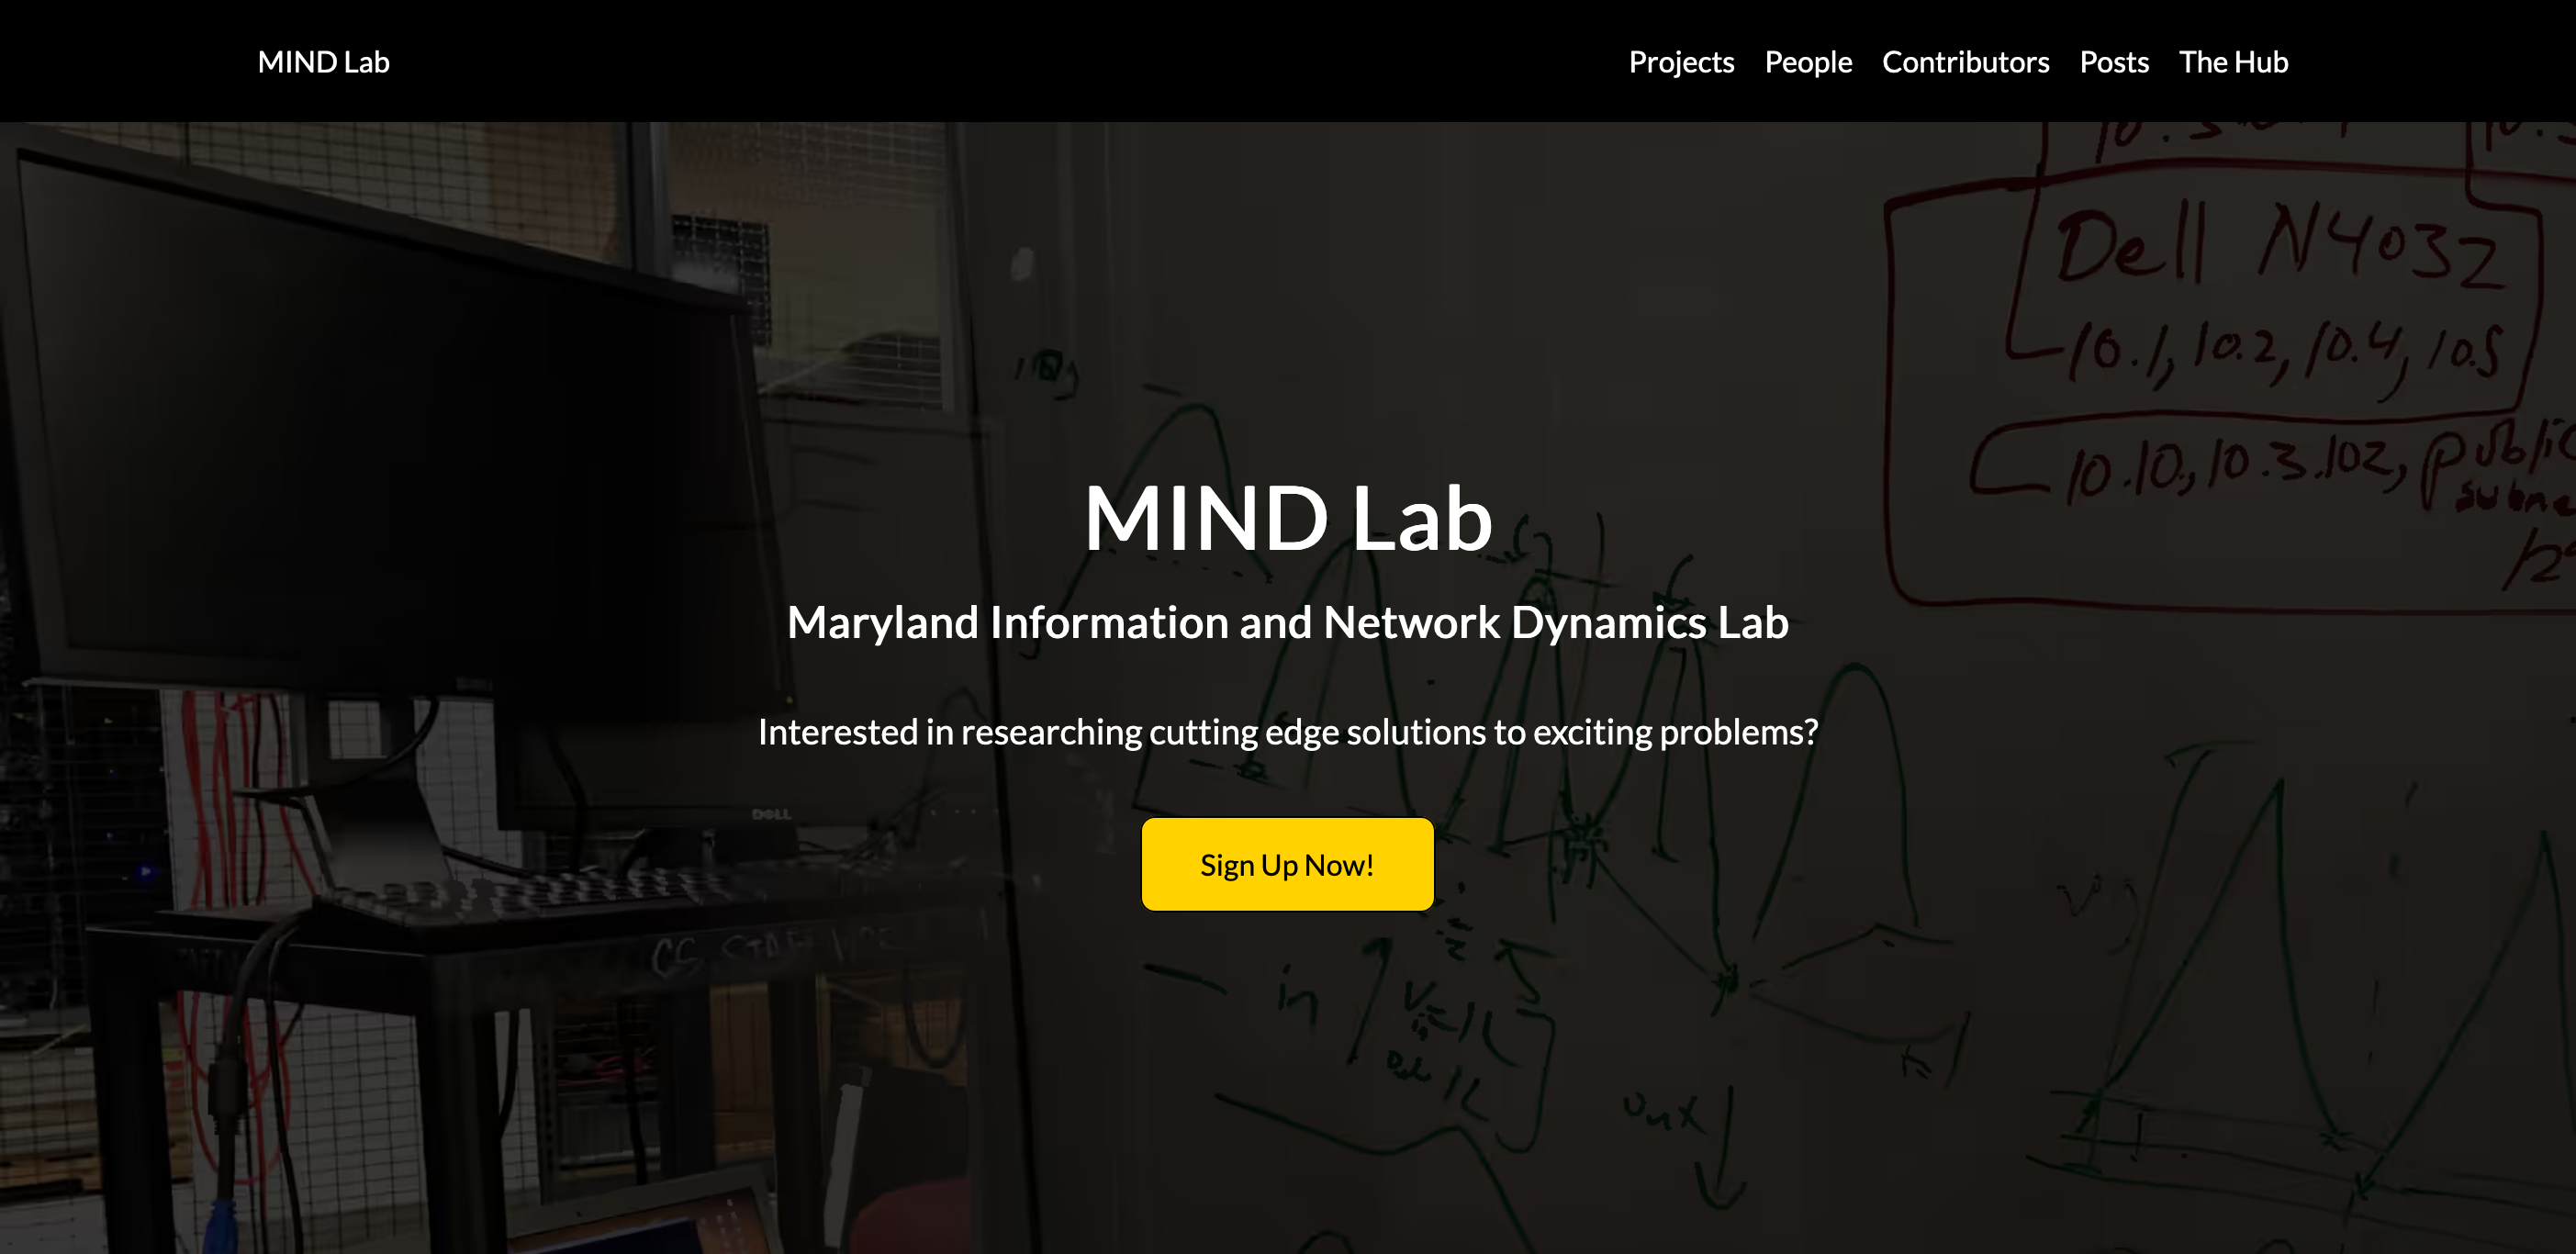 MIND Lab
Projects People Contributors Posts The Hub
Dell N4032
10.1, 10.2, 10.4, 10.5
10.10, 10.3.102, public
MIND Lab
Maryland Information and Network Dynamics Lab
Interested in researching cutting edge solutions to exciting problems?
DELL
Sign Up Now!
in